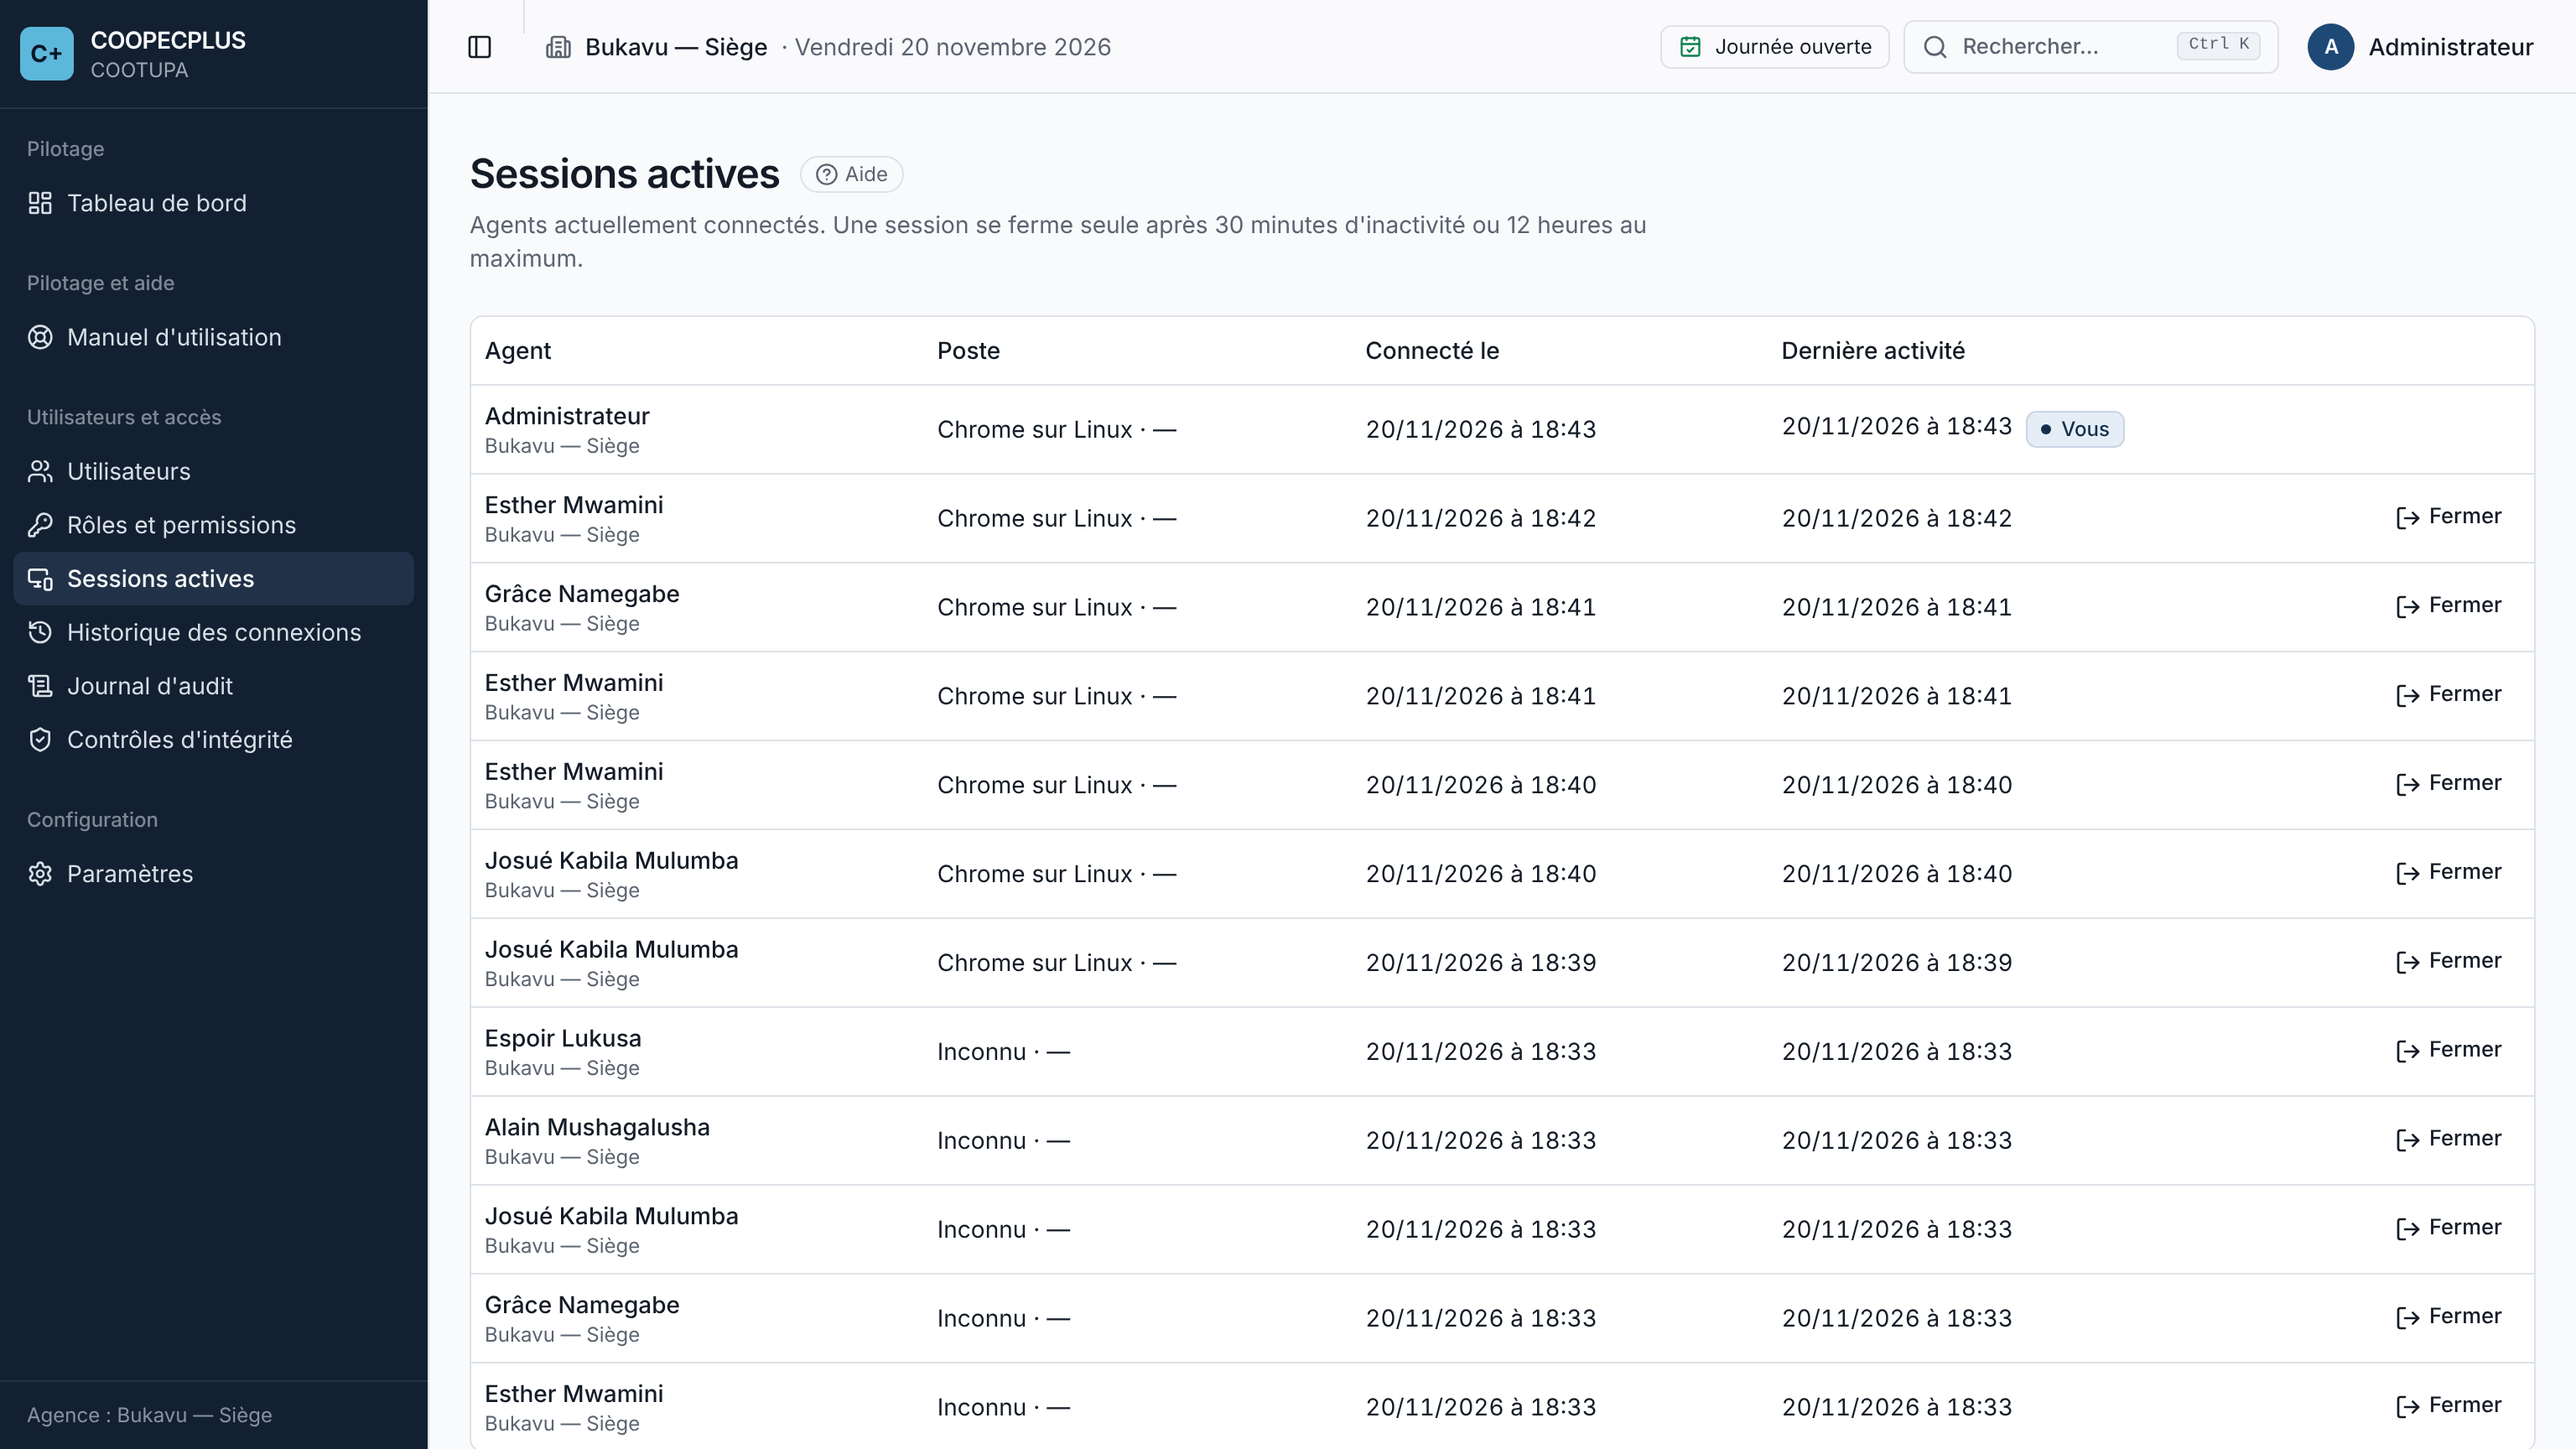 C+
COOPECPLUS
COOTUPA
Pilotage
Tableau de bord
Pilotage et aide
Manuel d'utilisation
Utilisateurs et accès
Utilisateurs
Rôles et permissions
Sessions actives
Historique des connexions
Journal d'audit
Contrôles d'intégrité
Configuration
Paramètres
Agence : Bukavu — Siège
Bukavu — Siège · Vendredi 20 novembre 2026
Journée ouverte
Rechercher... Ctrl K
A Administrateur
Sessions actives Aide
Agents actuellement connectés. Une session se ferme seule après 30 minutes d'inactivité ou 12 heures au
maximum.
Agent Poste Connecté le Dernière activité
Administrateur
Bukavu — Siège
Chrome sur Linux · — 20/11/2026 à 18:43 20/11/2026 à 18:43 Vous
Esther Mwamini
Bukavu — Siège
Chrome sur Linux · — 20/11/2026 à 18:42 20/11/2026 à 18:42 Fermer
Grâce Namegabe
Bukavu — Siège
Chrome sur Linux · — 20/11/2026 à 18:41 20/11/2026 à 18:41 Fermer
Esther Mwamini
Bukavu — Siège
Chrome sur Linux · — 20/11/2026 à 18:41 20/11/2026 à 18:41 Fermer
Esther Mwamini
Bukavu — Siège
Chrome sur Linux · — 20/11/2026 à 18:40 20/11/2026 à 18:40 Fermer
Josué Kabila Mulumba
Bukavu — Siège
Chrome sur Linux · — 20/11/2026 à 18:40 20/11/2026 à 18:40 Fermer
Josué Kabila Mulumba
Bukavu — Siège
Chrome sur Linux · — 20/11/2026 à 18:39 20/11/2026 à 18:39 Fermer
Espoir Lukusa
Bukavu — Siège
Inconnu · — 20/11/2026 à 18:33 20/11/2026 à 18:33 Fermer
Alain Mushagalusha
Bukavu — Siège
Inconnu · — 20/11/2026 à 18:33 20/11/2026 à 18:33 Fermer
Josué Kabila Mulumba
Bukavu — Siège
Inconnu · — 20/11/2026 à 18:33 20/11/2026 à 18:33 Fermer
Grâce Namegabe
Bukavu — Siège
Inconnu · — 20/11/2026 à 18:33 20/11/2026 à 18:33 Fermer
Esther Mwamini
Bukavu — Siège
Inconnu · — 20/11/2026 à 18:33 20/11/2026 à 18:33 Fermer